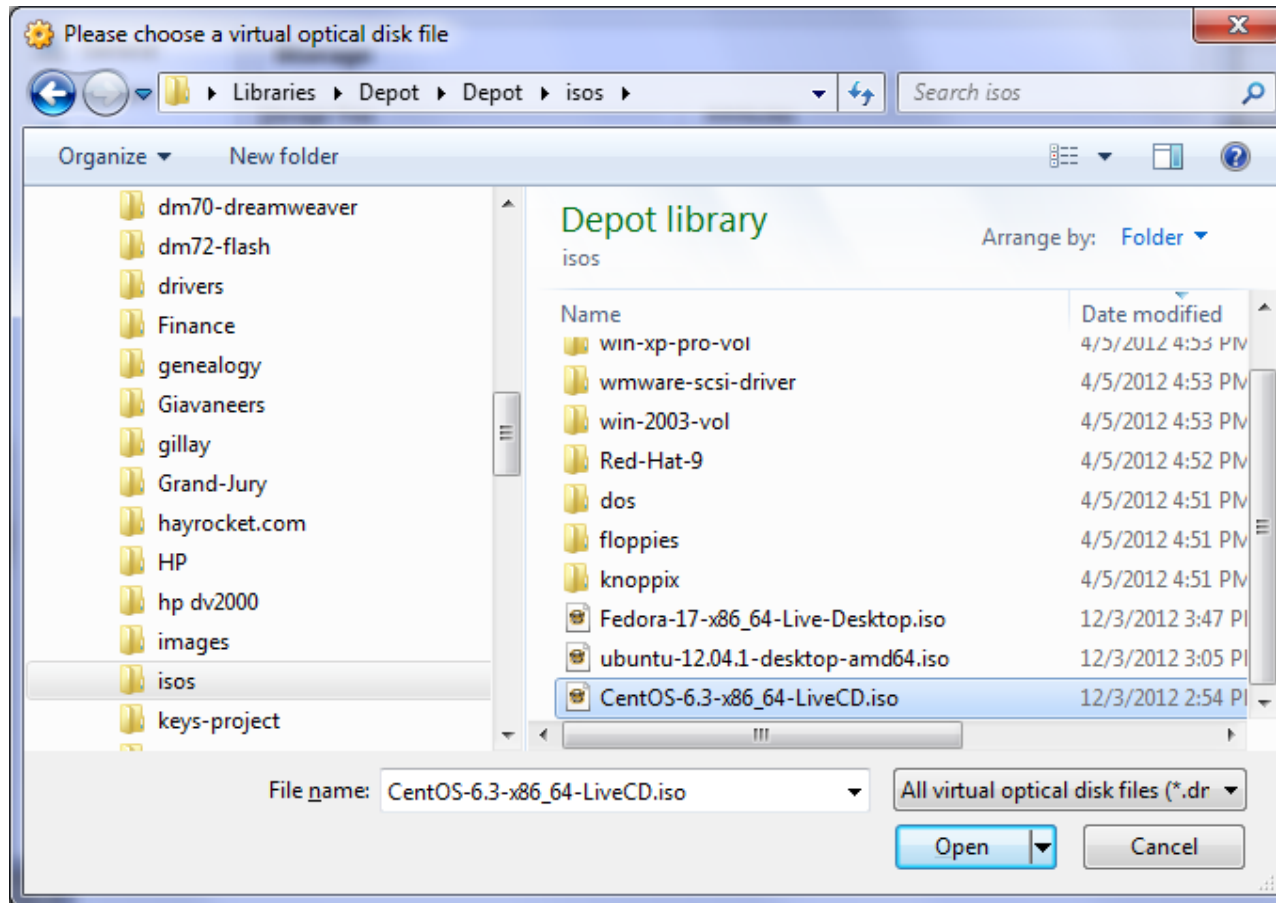 Please choose a virtual optical disk file
Libraries Depot Depot isos
Search isos
Organize New folder
dm70-dreamweaver
dm72-flash
drivers
Finance
genealogy
Giavaneers
gillay
Grand-Jury
hayrocket.com
HP
hp dv2000
images
isos
keys-project
Depot library
isos
Arrange by: Folder
Name Date modified
win-xp-pro-vol 4/5/2012 4:53 PM
wmware-scsi-driver 4/5/2012 4:53 PM
win-2003-vol 4/5/2012 4:53 PM
Red-Hat-9 4/5/2012 4:52 PM
dos 4/5/2012 4:51 PM
floppies 4/5/2012 4:51 PM
knoppix 4/5/2012 4:51 PM
Fedora-17-x86_64-Live-Desktop.iso 12/3/2012 3:47 P
ubuntu-12.04.1-desktop-amd64.iso 12/3/2012 3:05 P
CentOS-6.3-x86_64-LiveCD.iso 12/3/2012 2:54 P
File name: CentOS-6.3-x86_64-LiveCD.iso All virtual optical disk files (*.dr
Open Cancel